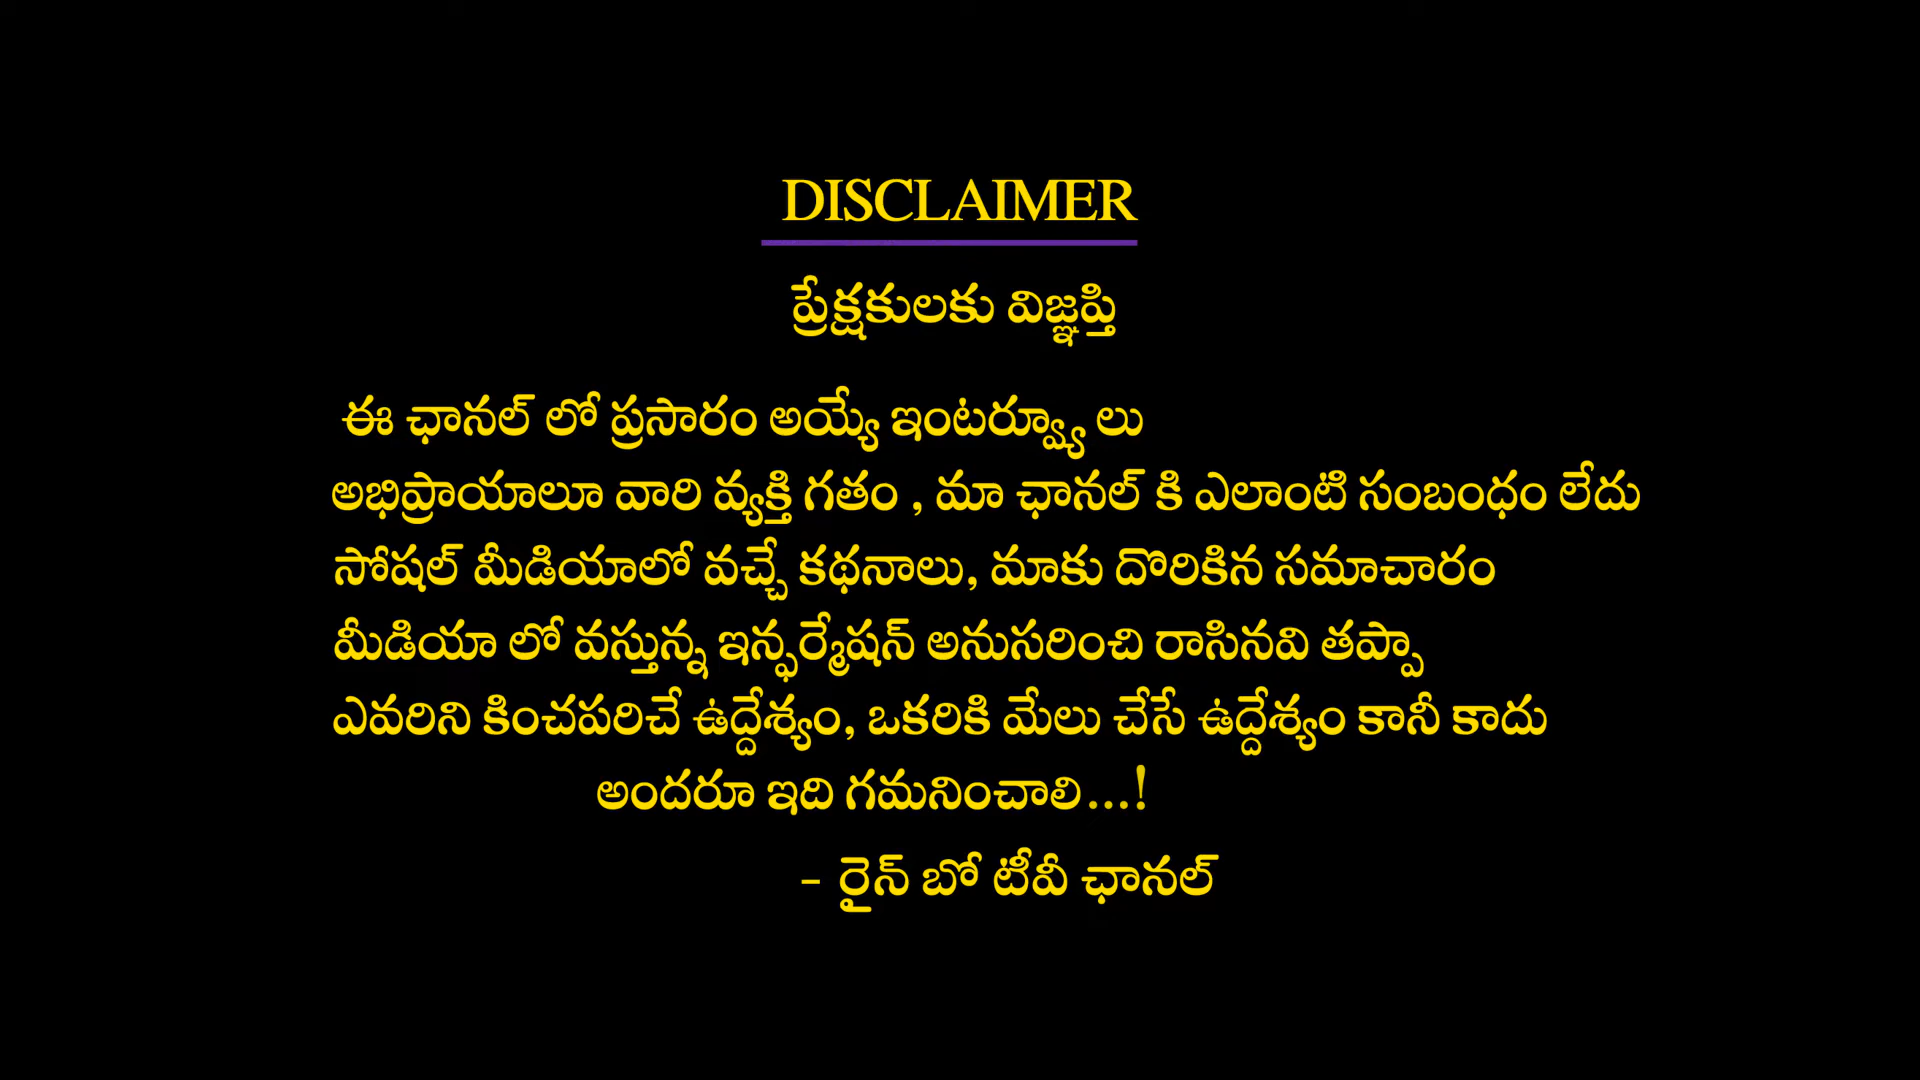 DISCLAIMER
ప్రేక్షకులకు విజ్ఞప్తి
ఈ ఛానల్ లో ప్రసారం అయ్యే ఇంటర్వ్యూ లు
అభిప్రాయాలూ వారి వ్యక్తి గతం , మా ఛానల్ కి ఎలాంటి సంబంధం లేదు
సోషల్ మీడియాలో వచ్చే కథనాలు, మాకు దొరికిన సమాచారం
మీడియా లో వస్తున్న ఇన్ఫర్మేషన్ అనుసరించి రాసినవి తప్పా
ఎవరిని కించపరిచే ఉద్దేశ్యం, ఒకరికి మేలు చేసే ఉద్దేశ్యం కానీ కాదు
అందరూ ఇది గమనించాలి...!
- రైన్ బో టీవీ ఛానల్